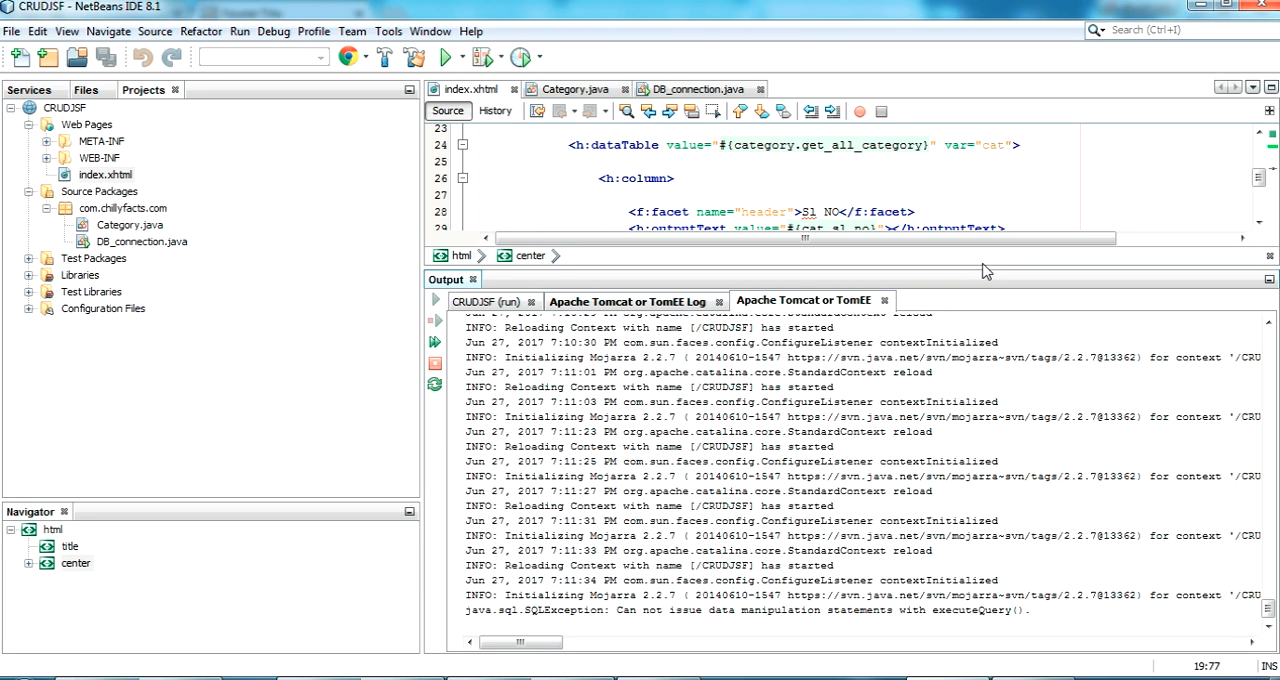 CRUDJSF - NetBeans IDE 8.1
File Edit View Navigate Source Refactor Run Debug Profile Team Tools Window Help
Search (Ctrl+I)
Services Files Projects
index.xhtml Category.java DB_connection.java
CRUDJSF
Web Pages
META-INF
WEB-INF
index.xhtml
Source Packages
com.chillyfacts.com
Category.java
DB_connection.java
Test Packages
Libraries
Test Libraries
Configuration Files
Source History
23
24 <h:dataTable value="#{category.get_all_category}" var="cat">
25
26 <h:column>
27
28 <f:facet name="header">Sl NO</f:facet>
29 <h:outputText value="#{cat.sl_no}"></h:outputText>
html center
Output
CRUDJSF (run) Apache Tomcat or TomEE Log Apache Tomcat or TomEE
INFO: Reloading Context with name [/CRUDJSF] has started
Jun 27, 2017 7:10:30 PM com.sun.faces.config.ConfigureListener contextInitialized
INFO: Initializing Mojarra 2.2.7 ( 20140610-1547 https://svn.java.net/svn/mojarra~svn/tags/2.2.7@13362) for context '/CRU
Jun 27, 2017 7:11:01 PM org.apache.catalina.core.StandardContext reload
INFO: Reloading Context with name [/CRUDJSF] has started
Jun 27, 2017 7:11:03 PM com.sun.faces.config.ConfigureListener contextInitialized
INFO: Initializing Mojarra 2.2.7 ( 20140610-1547 https://svn.java.net/svn/mojarra~svn/tags/2.2.7@13362) for context '/CRU
Jun 27, 2017 7:11:23 PM org.apache.catalina.core.StandardContext reload
INFO: Reloading Context with name [/CRUDJSF] has started
Jun 27, 2017 7:11:25 PM com.sun.faces.config.ConfigureListener contextInitialized
INFO: Initializing Mojarra 2.2.7 ( 20140610-1547 https://svn.java.net/svn/mojarra~svn/tags/2.2.7@13362) for context '/CRU
Jun 27, 2017 7:11:27 PM org.apache.catalina.core.StandardContext reload
INFO: Reloading Context with name [/CRUDJSF] has started
Jun 27, 2017 7:11:31 PM com.sun.faces.config.ConfigureListener contextInitialized
INFO: Initializing Mojarra 2.2.7 ( 20140610-1547 https://svn.java.net/svn/mojarra~svn/tags/2.2.7@13362) for context '/CRU
Jun 27, 2017 7:11:33 PM org.apache.catalina.core.StandardContext reload
INFO: Reloading Context with name [/CRUDJSF] has started
Jun 27, 2017 7:11:34 PM com.sun.faces.config.ConfigureListener contextInitialized
INFO: Initializing Mojarra 2.2.7 ( 20140610-1547 https://svn.java.net/svn/mojarra~svn/tags/2.2.7@13362) for context '/CRU
java.sql.SQLException: Can not issue data manipulation statements with executeQuery().
Navigator
html
title
center
19:77 INS